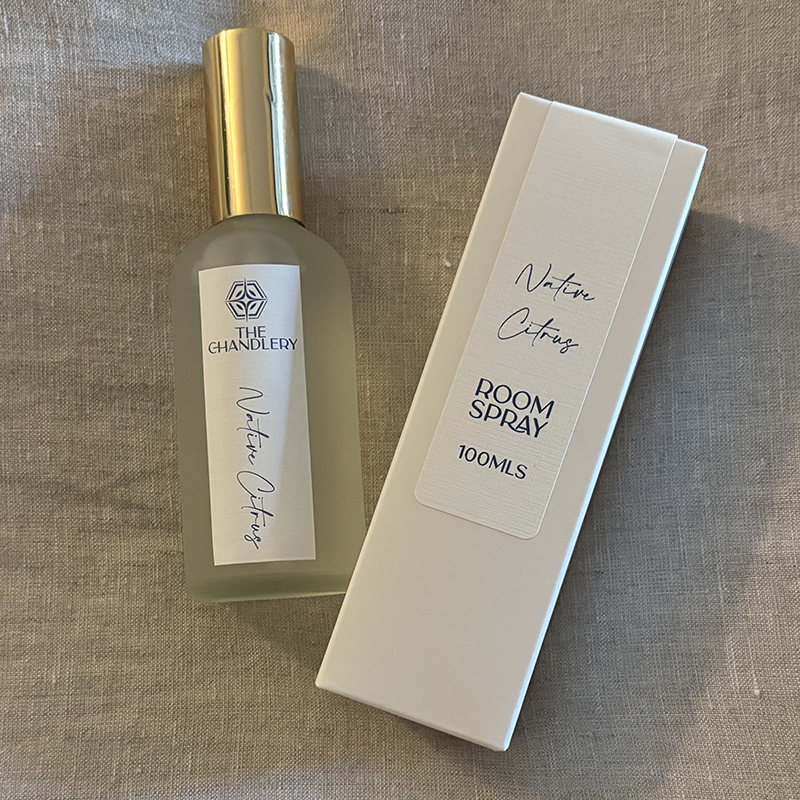 THE
CHANDLERY
Native Citrus
Native
Citrus
ROOM
SPRAY
100MLS